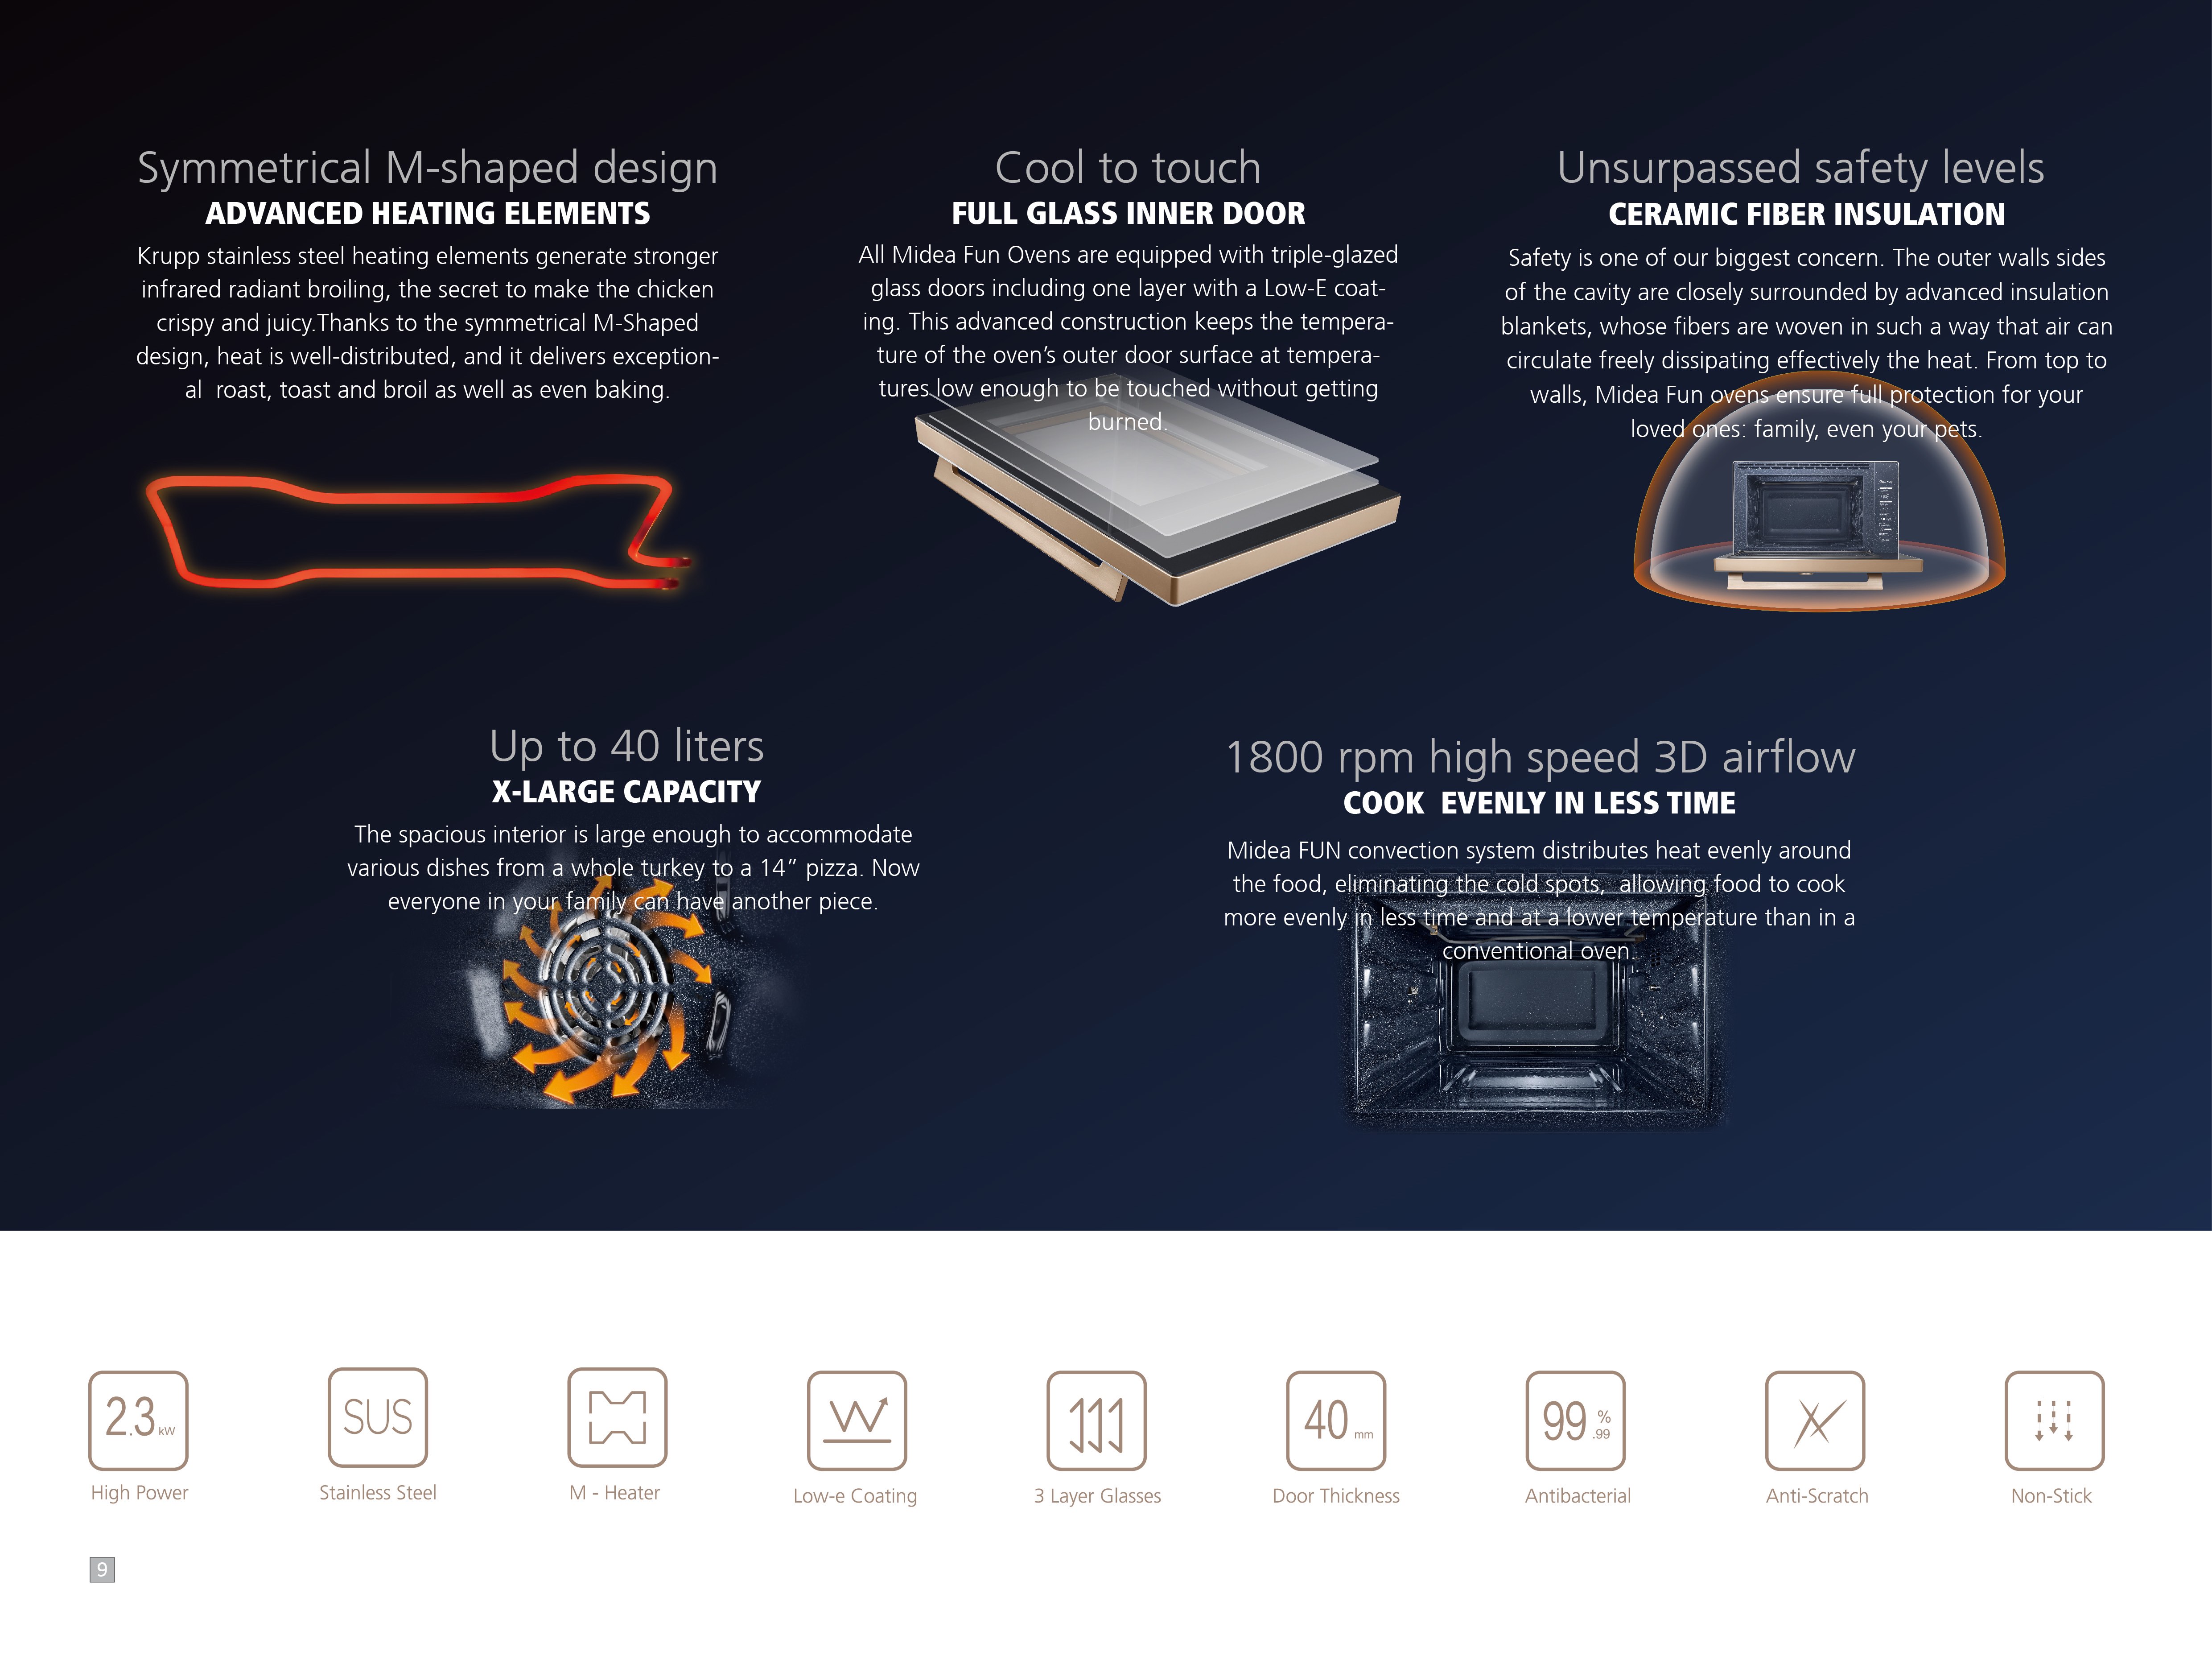 Symmetrical M-shaped design
ADVANCED HEATING ELEMENTS
Krupp stainless steel heating elements generate stronger
infrared radiant broiling, the secret to make the chicken
crispy and juicy.Thanks to the symmetrical M-Shaped
design, heat is well-distributed, and it delivers exception-
al  roast, toast and broil as well as even baking.
Cool to touch
FULL GLASS INNER DOOR
All Midea Fun Ovens are equipped with triple-glazed
glass doors including one layer with a Low-E coat-
ing. This advanced construction keeps the tempera-
ture of the oven’s outer door surface at tempera-
tures low enough to be touched without getting
burned.
Unsurpassed safety levels
CERAMIC FIBER INSULATION
Safety is one of our biggest concern. The outer walls sides
of the cavity are closely surrounded by advanced insulation
blankets, whose fibers are woven in such a way that air can
circulate freely dissipating effectively the heat. From top to
walls, Midea Fun ovens ensure full protection for your
loved ones: family, even your pets.
Up to 40 liters
X-LARGE CAPACITY
The spacious interior is large enough to accommodate
various dishes from a whole turkey to a 14” pizza. Now
everyone in your family can have another piece.
1800 rpm high speed 3D airflow
COOK  EVENLY IN LESS TIME
Midea FUN convection system distributes heat evenly around
the food, eliminating the cold spots,  allowing food to cook
more evenly in less time and at a lower temperature than in a
conventional oven.
2.3 kW
High Power
SUS
Stainless Steel
M - Heater
Low-e Coating
3 Layer Glasses
40 mm
Door Thickness
99 % .99
Antibacterial
Anti-Scratch
Non-Stick
9